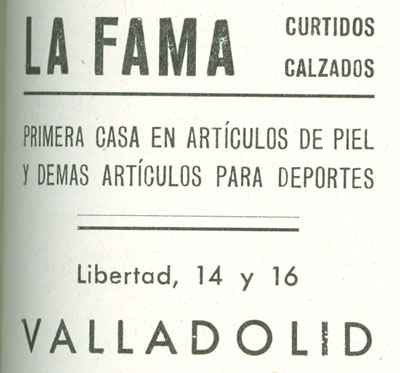 LA FAMA CURTIDOS
CALZADOS
PRIMERA CASA EN ARTÍCULOS DE PIEL
Y DEMAS ARTÍCULOS PARA DEPORTES
Libertad, 14 y 16
VALLADOLID